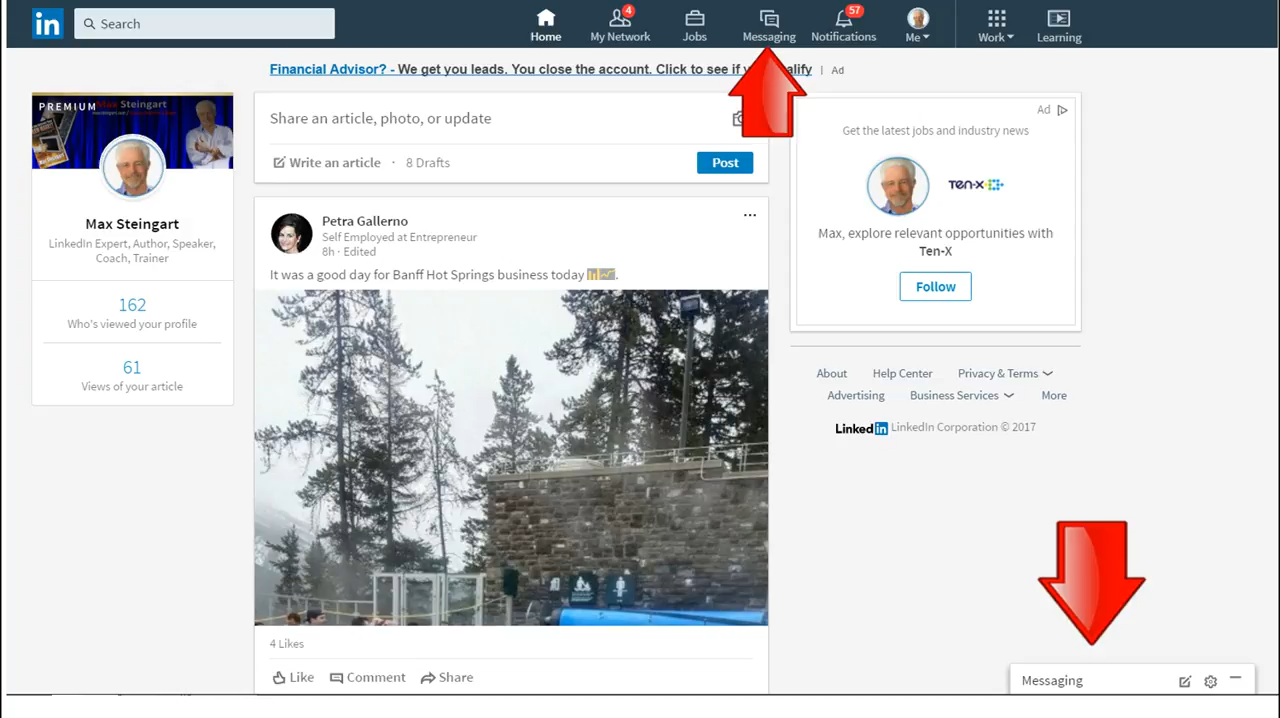 in
Search
Home
My Network
4
Jobs
Messaging
Notifications
57
Me
Work
Learning
Financial Advisor? - We get you leads. You close the account. Click to see if y
alify | Ad
PREMIUM
Max Steingart
Max Steingart
LinkedIn Expert, Author, Speaker,
Coach, Trainer
162
Who's viewed your profile
61
Views of your article
Share an article, photo, or update
Write an article · 8 Drafts
Post
Petra Gallerno
Self Employed at Entrepreneur
8h · Edited
It was a good day for Banff Hot Springs business today .
4 Likes
Like
Comment
Share
Ad
Get the latest jobs and industry news
TEN-X
Max, explore relevant opportunities with
Ten-X
Follow
About
Help Center
Privacy & Terms
Advertising
Business Services
More
Linked in LinkedIn Corporation © 2017
Messaging